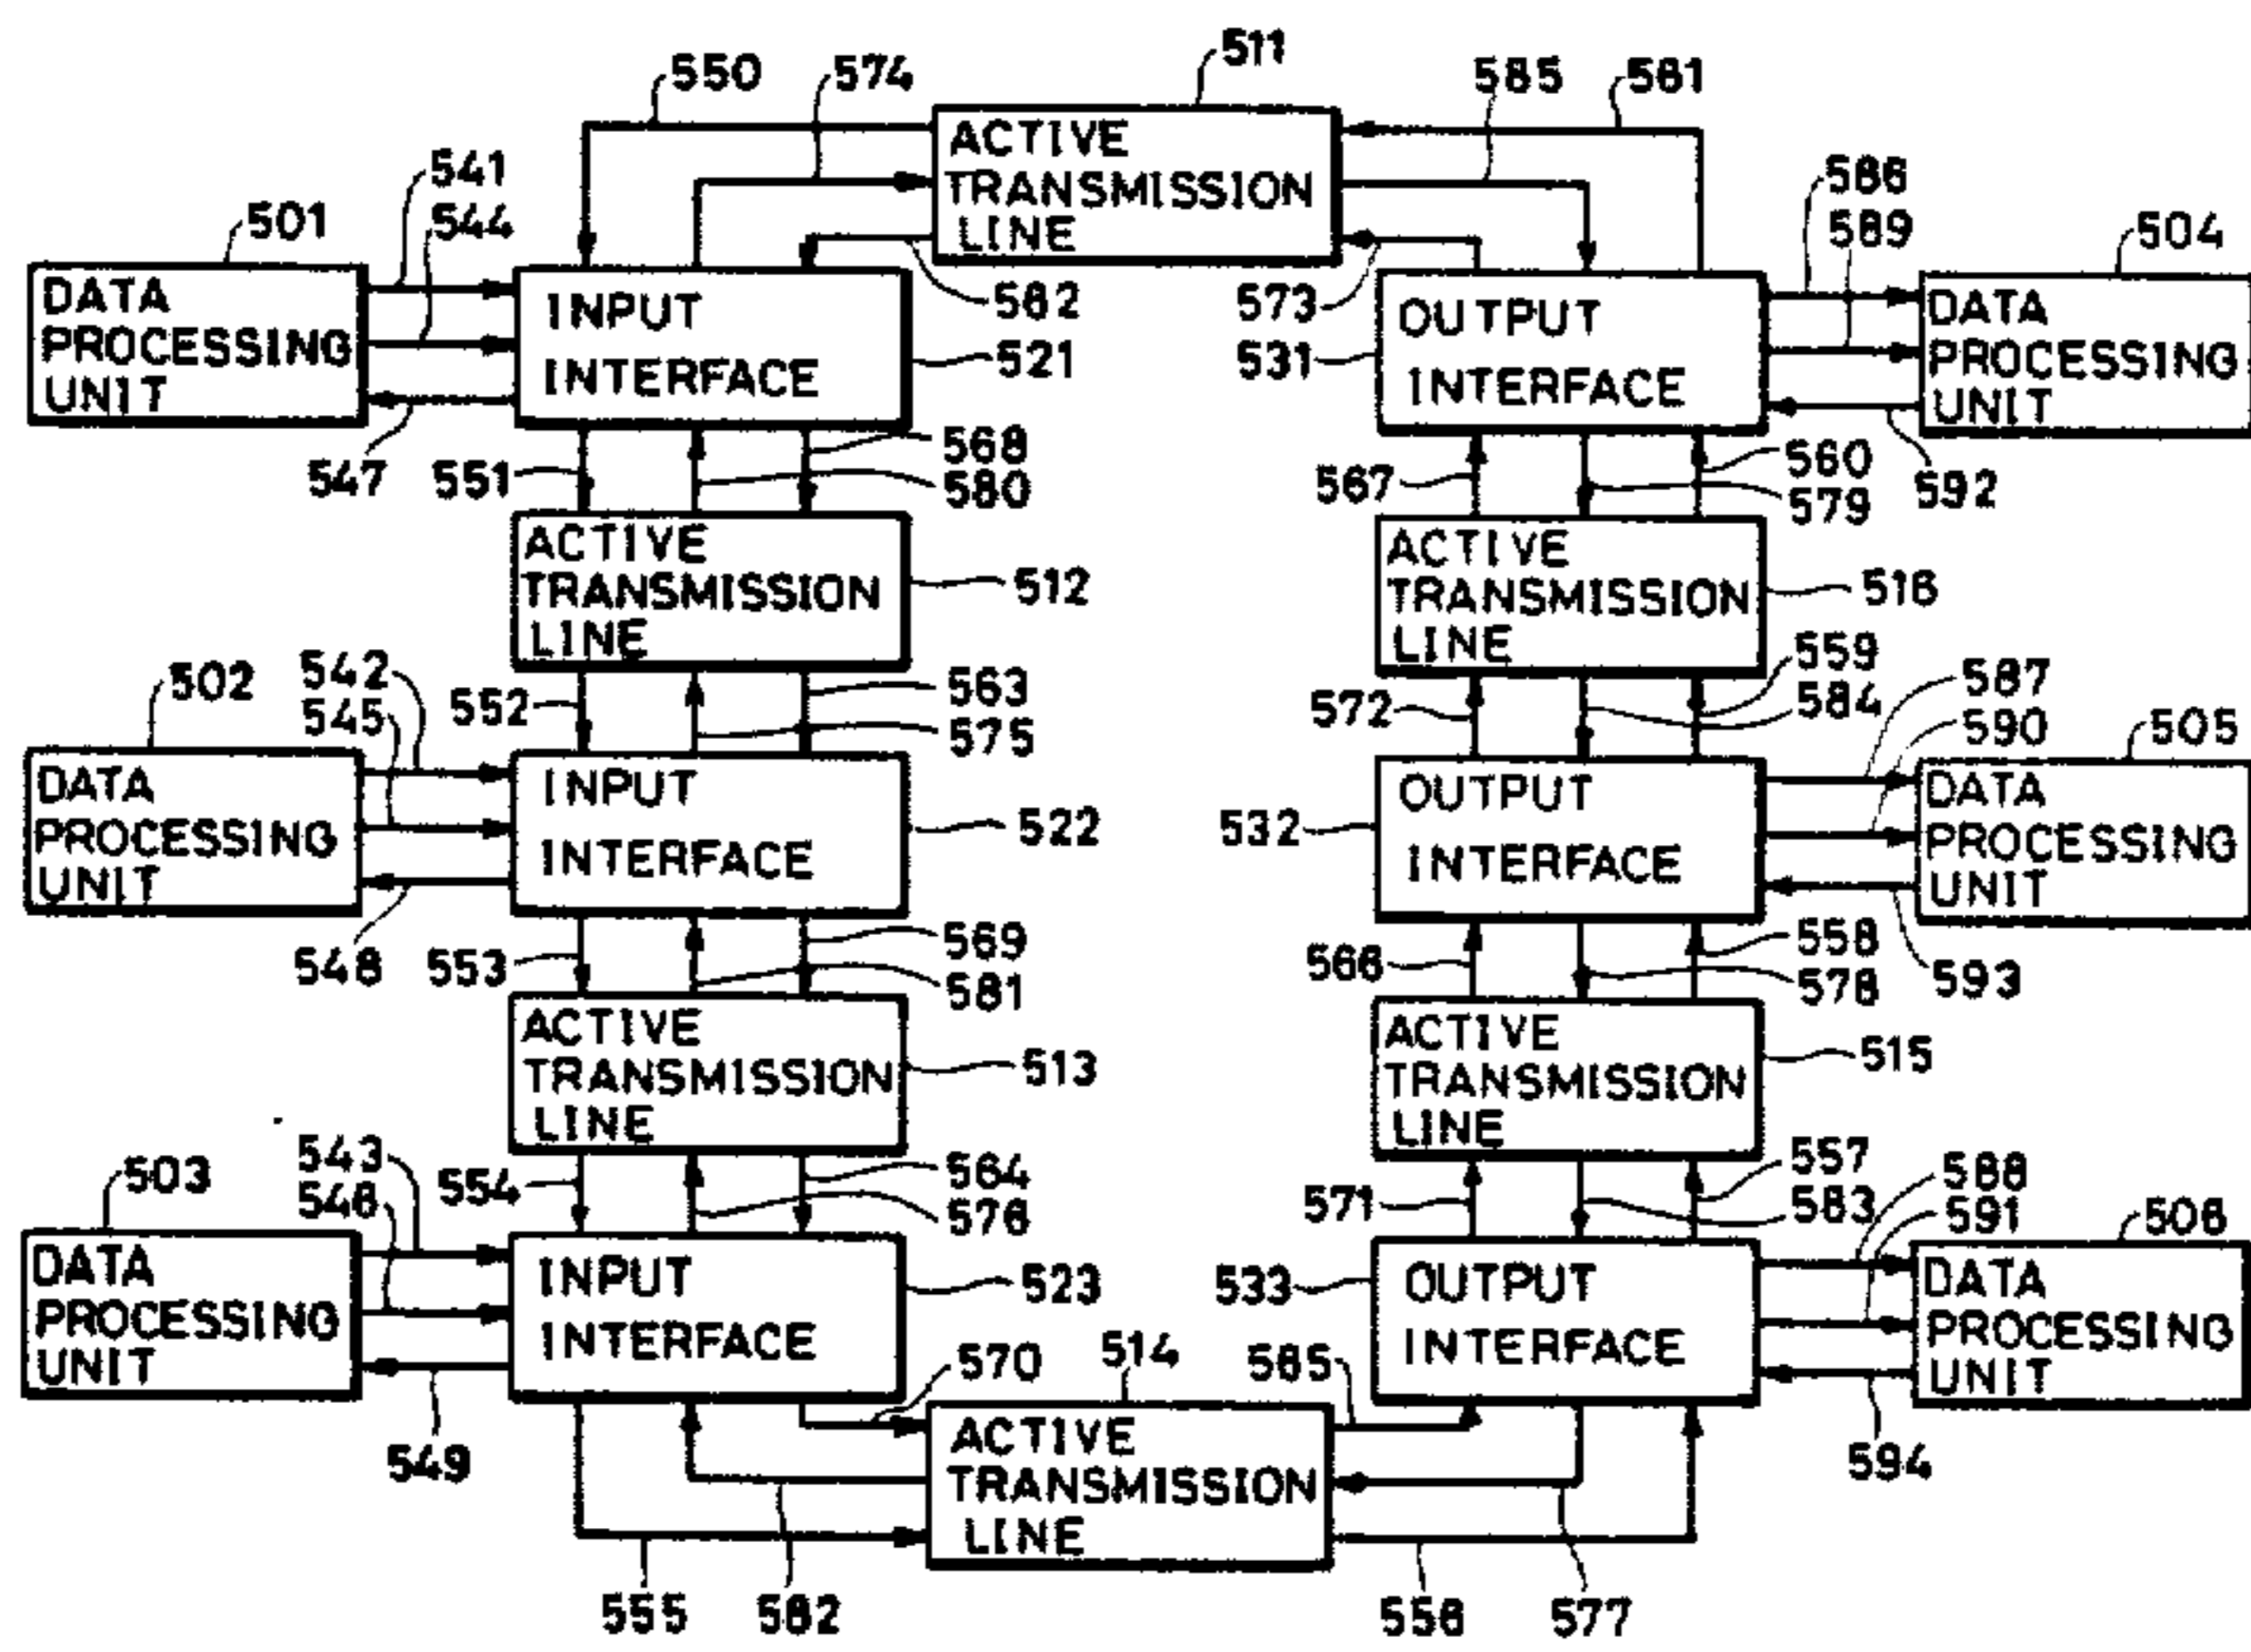 550
574
511
585
561
541
544
501
ACTIVE
TRANSMISSION
LINE
586
589
504
DATA
PROCESSING
UNIT
INPUT
INTERFACE
562
521
573
531
OUTPUT
INTERFACE
DATA
PROCESSING
UNIT
547
551
568
580
567
560
579
592
ACTIVE
TRANSMISSION
LINE
512
ACTIVE
TRANSMISSION
LINE
516
502
542
545
552
563
575
572
559
584
587
590
505
DATA
PROCESSING
UNIT
INPUT
INTERFACE
522
532
OUTPUT
INTERFACE
DATA
PROCESSING
UNIT
548
553
569
581
566
558
578
593
ACTIVE
TRANSMISSION
LINE
513
ACTIVE
TRANSMISSION
LINE
515
503
543
546
554
564
576
571
557
583
588
591
506
DATA
PROCESSING
UNIT
INPUT
INTERFACE
523
533
OUTPUT
INTERFACE
DATA
PROCESSING
UNIT
549
570
514
565
594
ACTIVE
TRANSMISSION
LINE
555
582
556
577